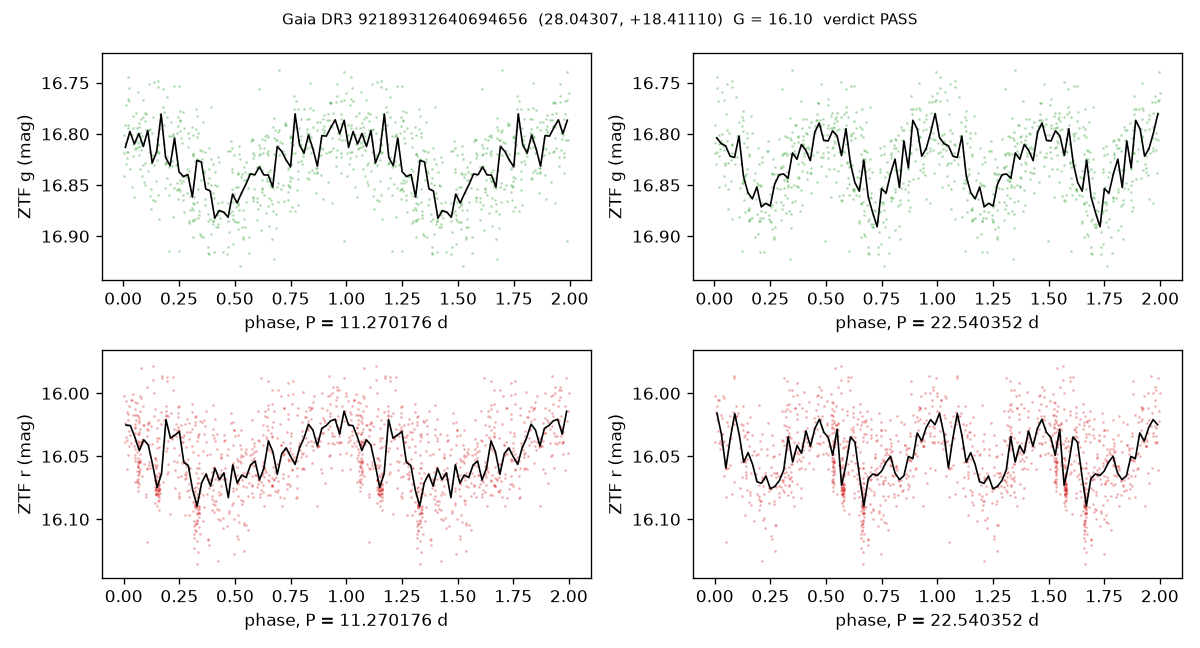 Gaia DR3 92189312640694656 (28.04307, +18.41110) G = 16.10 verdict PASS
ZTF g (mag)
16.75
16.80
16.85
16.90
0.00 0.25 0.50 0.75 1.00 1.25 1.50 1.75 2.00
phase, P = 11.270176 d
ZTF g (mag)
16.75
16.80
16.85
16.90
0.00 0.25 0.50 0.75 1.00 1.25 1.50 1.75 2.00
phase, P = 22.540352 d
ZTF r (mag)
16.00
16.05
16.10
0.00 0.25 0.50 0.75 1.00 1.25 1.50 1.75 2.00
phase, P = 11.270176 d
ZTF r (mag)
16.00
16.05
16.10
0.00 0.25 0.50 0.75 1.00 1.25 1.50 1.75 2.00
phase, P = 22.540352 d